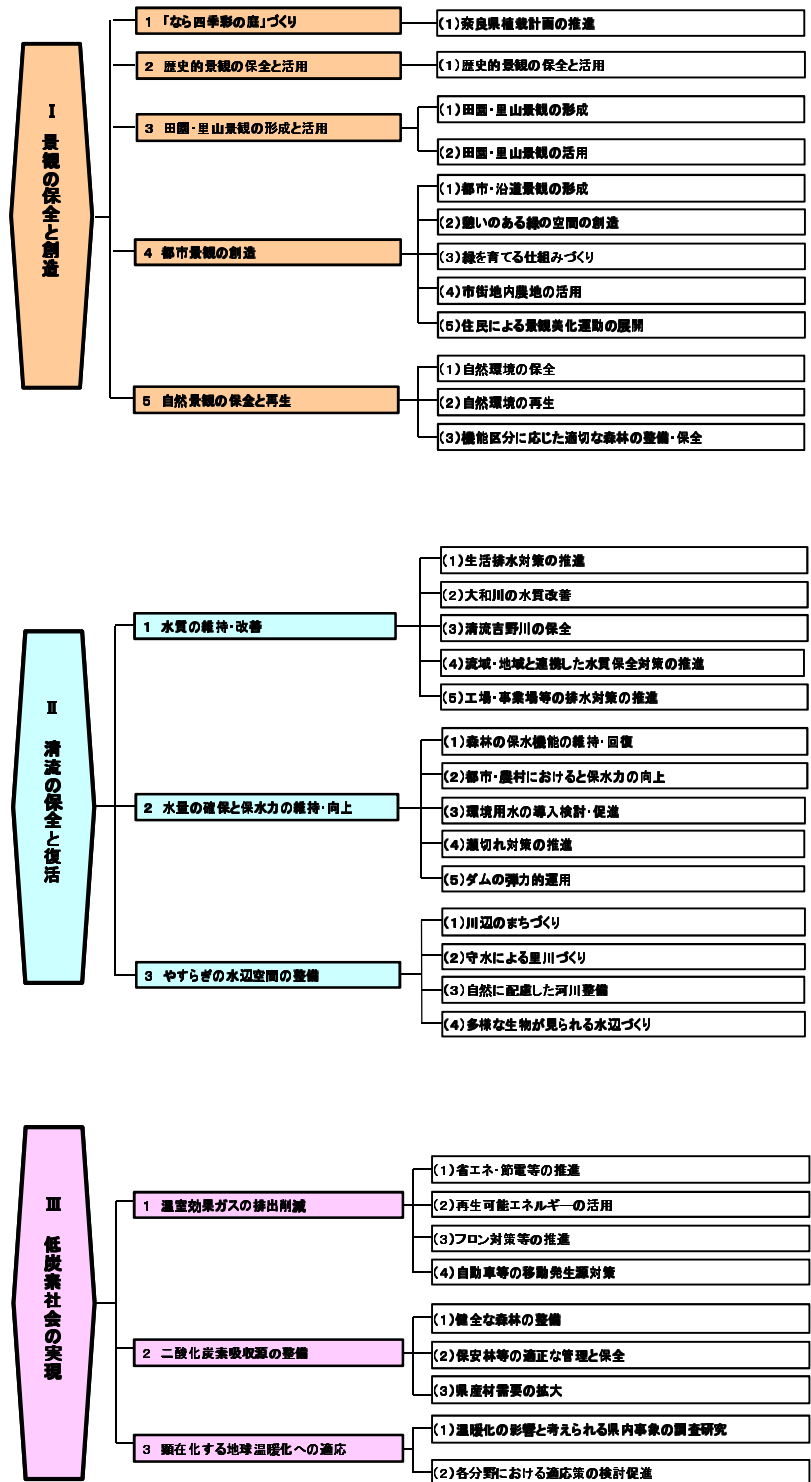 Ⅰ 景観の保全と創造
1 「なら四季彩の庭」づくり
(1)奈良県植栽計画の推進
2 歴史的景観の保全と活用
(1)歴史的景観の保全と活用
3 田園・里山景観の形成と活用
(1)田園・里山景観の形成
(2)田園・里山景観の活用
4 都市景観の創造
(1)都市・沿道景観の形成
(2)憩いのある緑の空間の創造
(3)緑を育てる仕組みづくり
(4)市街地内農地の活用
(5)住民による景観美化運動の展開
5 自然景観の保全と再生
(1)自然環境の保全
(2)自然環境の再生
(3)機能区分に応じた適切な森林の整備・保全
Ⅱ 清流の保全と復活
1 水質の維持・改善
(1)生活排水対策の推進
(2)大和川の水質改善
(3)清流吉野川の保全
(4)流域・地域と連携した水質保全対策の推進
(5)工場・事業場等の排水対策の推進
2 水量の確保と保水力の維持・向上
(1)森林の保水機能の維持・回復
(2)都市・農村におけると保水力の向上
(3)環境用水の導入検討・促進
(4)瀬切れ対策の推進
(5)ダムの弾力的運用
3 やすらぎの水辺空間の整備
(1)川辺のまちづくり
(2)守水による里川づくり
(3)自然に配慮した河川整備
(4)多様な生物が見られる水辺づくり
Ⅲ 低炭素社会の実現
1 温室効果ガスの排出削減
(1)省エネ・節電等の推進
(2)再生可能エネルギーの活用
(3)フロン対策等の推進
(4)自動車等の移動発生源対策
2 二酸化炭素吸収源の整備
(1)健全な森林の整備
(2)保安林等の適正な管理と保全
(3)県産材需要の拡大
3 顕在化する地球温暖化への適応
(1)温暖化の影響と考えられる県内事象の調査研究
(2)各分野における適応策の検討促進